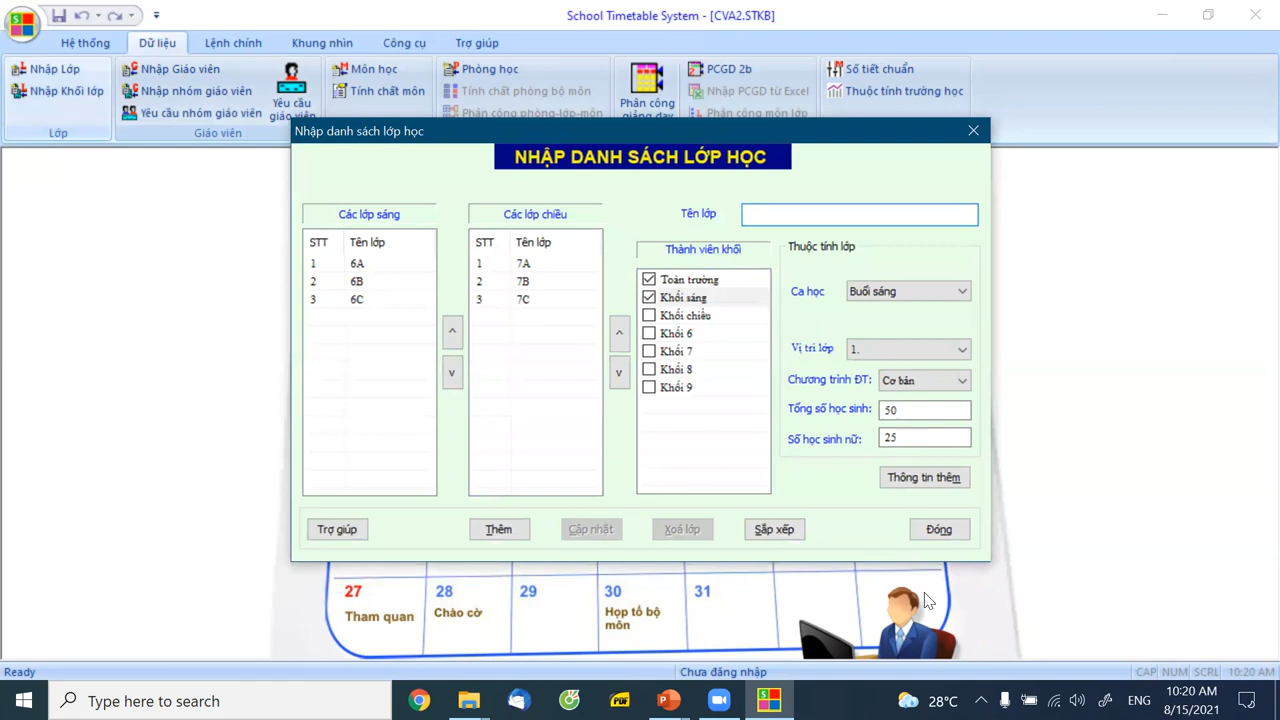 School Timetable System - [CVA2.STKB]
Hệ thống Dữ liệu Lệnh chính Khung nhìn Công cụ Trợ giúp
Nhập Lớp
Nhập Khối lớp
Lớp
Nhập Giáo viên
Nhập nhóm giáo viên
Yêu cầu nhóm giáo viên
Yêu cầu
giáo viên
Giáo viên
Môn học
Tính chất môn
Phòng học
Tính chất phòng bộ môn
Phân công phòng-lớp-môn
Phân công
giảng dạy
PCGD 2b
Nhập PCGD từ Excel
Phân công môn lớp
Số tiết chuẩn
Thuộc tính trường học
Nhập danh sách lớp học
NHẬP DANH SÁCH LỚP HỌC
Các lớp sáng
STT Tên lớp
1 6A
2 6B
3 6C
^
v
Các lớp chiều
STT Tên lớp
1 7A
2 7B
3 7C
^
v
Tên lớp
Thành viên khối
Toàn trường
Khối sáng
Khối chiều
Khối 6
Khối 7
Khối 8
Khối 9
Thuộc tính lớp
Ca học Buổi sáng
Vị trí lớp 1.
Chương trình ĐT: Cơ bản
Tổng số học sinh: 50
Số học sinh nữ: 25
Thông tin thêm
Trợ giúp Thêm Cập nhật Xoá lớp Sắp xếp Đóng
27 28 29 30 31
Tham quan Chào cờ Họp tổ bộ
môn
Ready Chưa đăng nhập CAP NUM SCRL 10:20 AM
Type here to search PDF 28°C ENG 10:20 AM
8/15/2021